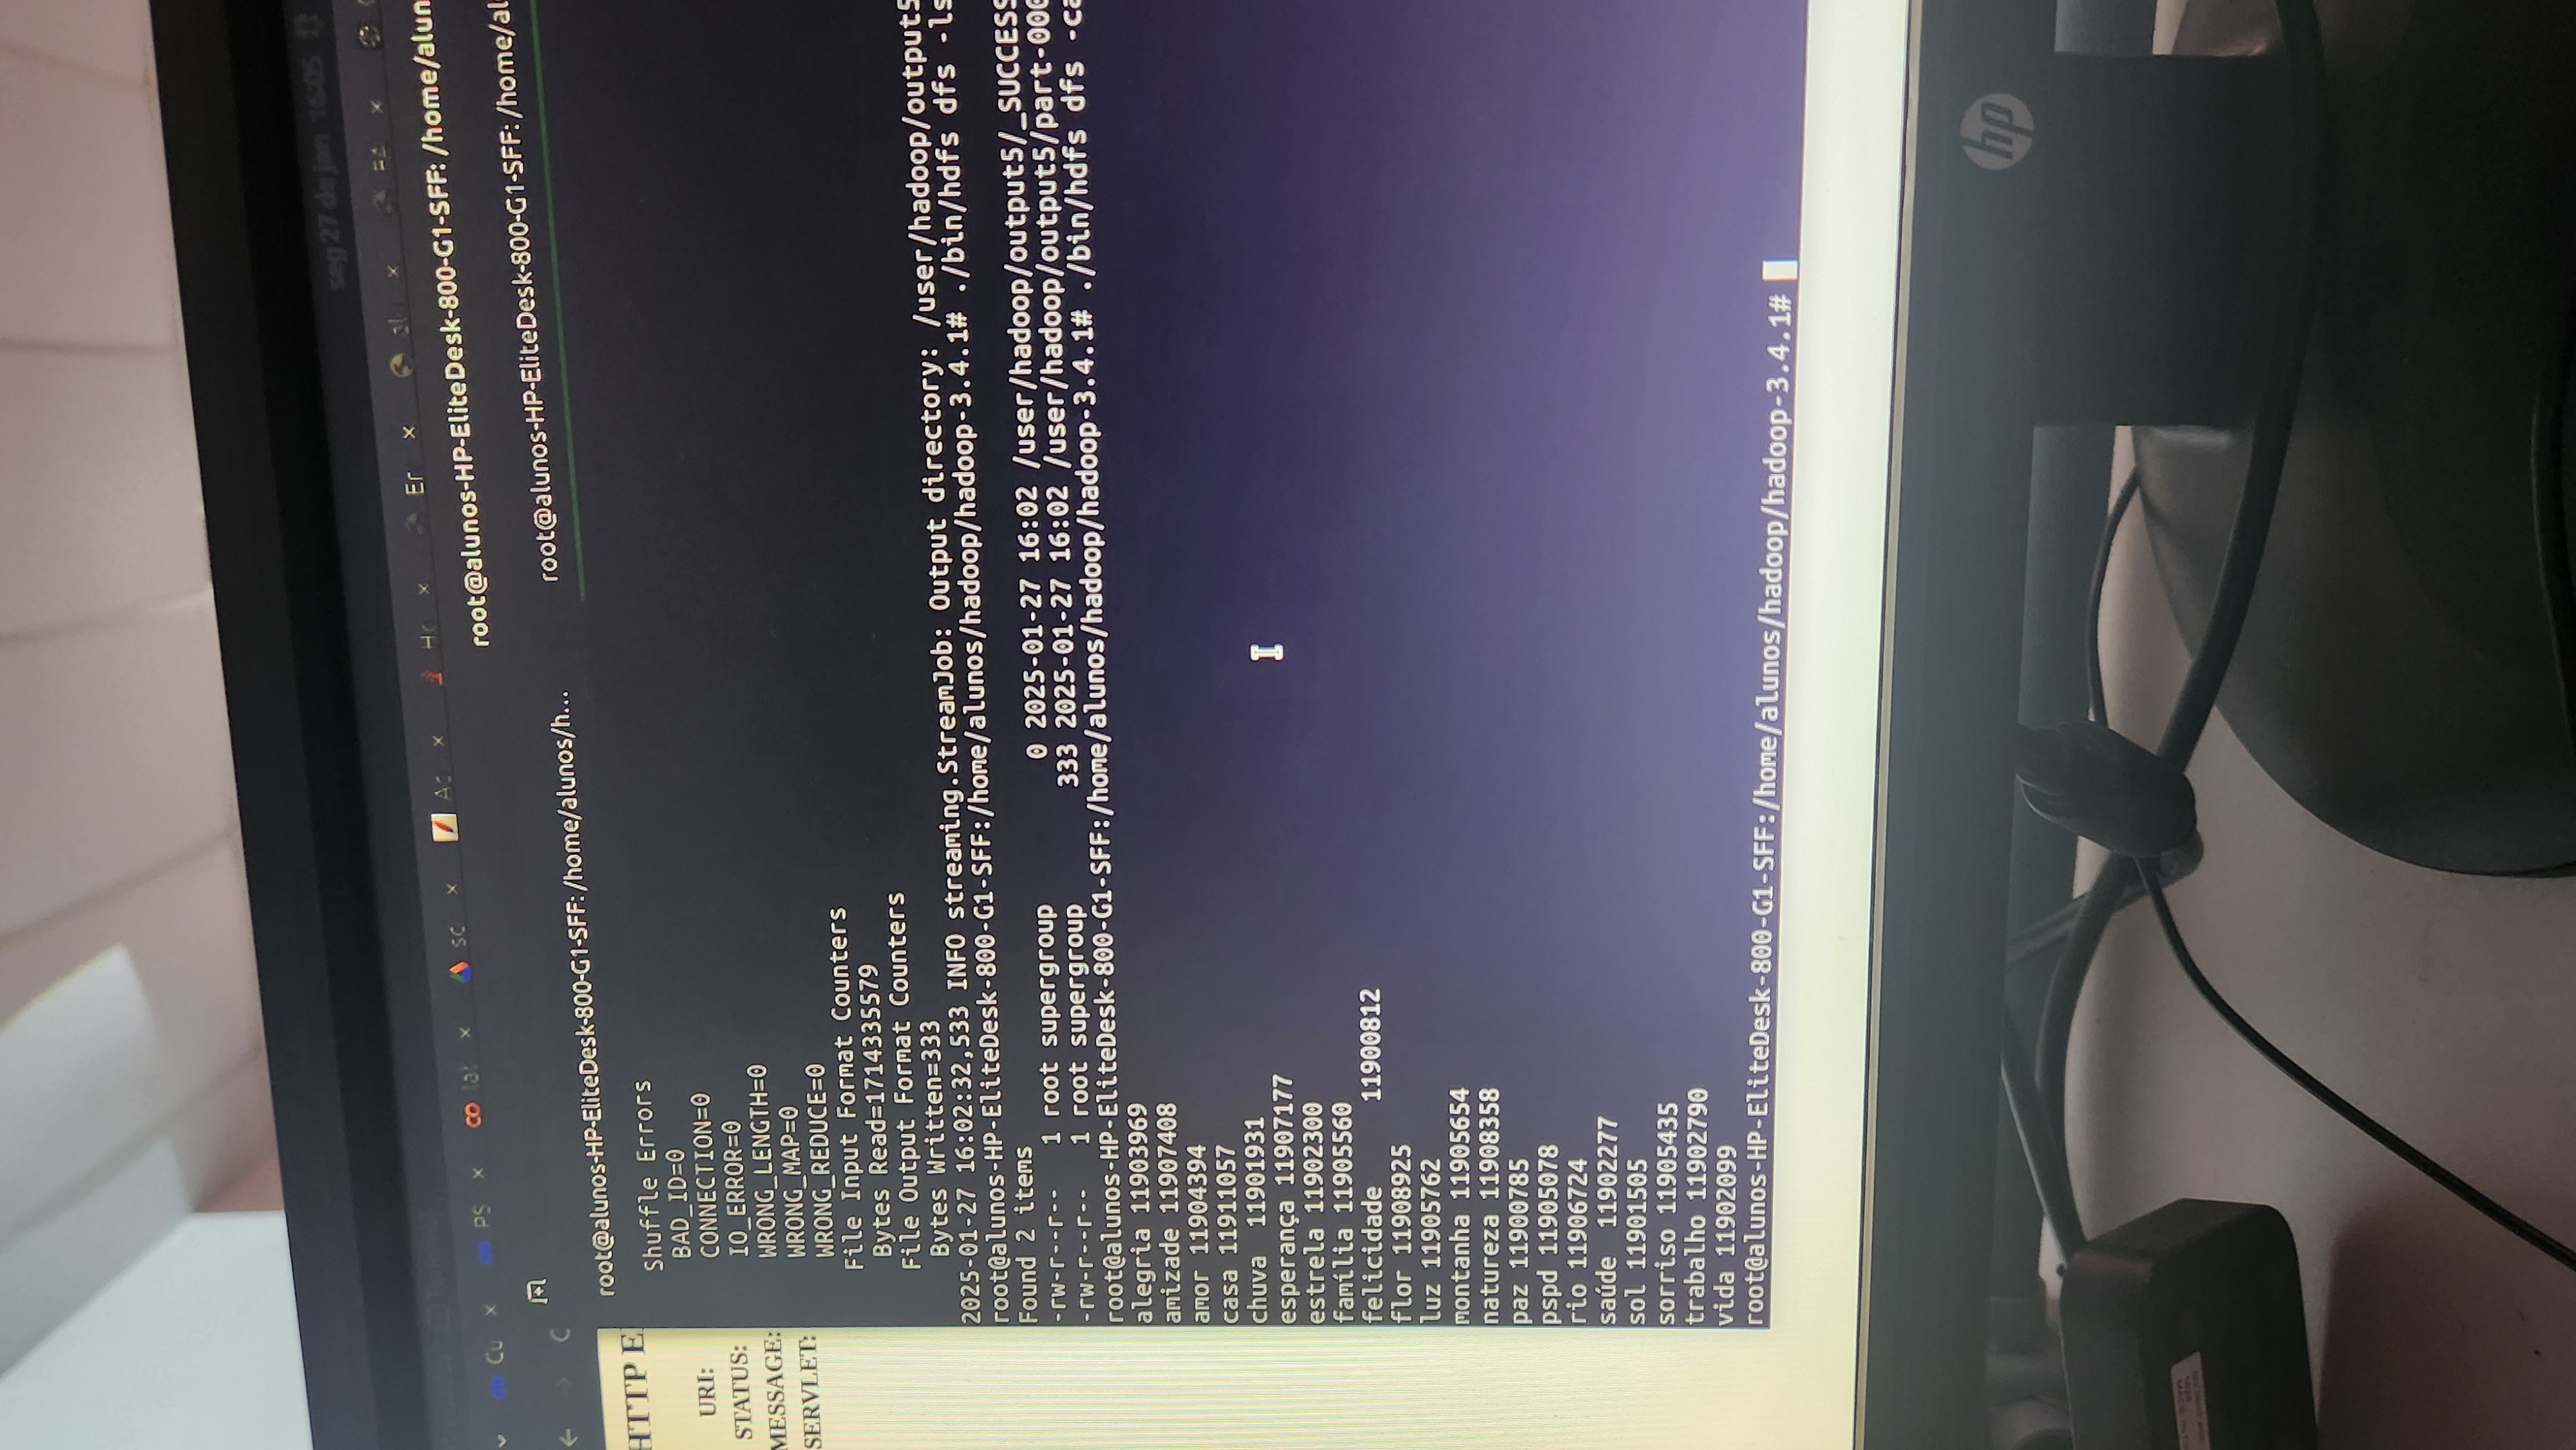 seg 27 de jan 16:05
Cu
PS
lat
SC
Ac
Er
root@alunos-HP-EliteDesk-800-G1-SFF: /home/alun
root@alunos-HP-EliteDesk-800-G1-SFF: /home/alunos/h...
root@alunos-HP-EliteDesk-800-G1-SFF: /home/al
HTTP E
URI:
STATUS:
MESSAGE:
SERVLET:
Shuffle Errors
BAD_ID=0
CONNECTION=0
IO_ERROR=0
WRONG_LENGTH=0
WRONG_MAP=0
WRONG_REDUCE=0
File Input Format Counters
Bytes Read=1714335579
File Output Format Counters
Bytes Written=333
2025-01-27 16:02:32,533 INFO streaming.StreamJob: Output directory: /user/hadoop/output5
root@alunos-HP-EliteDesk-800-G1-SFF:/home/alunos/hadoop/hadoop-3.4.1# ./bin/hdfs dfs -ls
Found 2 items
-rw-r--r-- 1 root supergroup 0 2025-01-27 16:02 /user/hadoop/output5/_SUCCESS
-rw-r--r-- 1 root supergroup 333 2025-01-27 16:02 /user/hadoop/output5/part-000
root@alunos-HP-EliteDesk-800-G1-SFF:/home/alunos/hadoop/hadoop-3.4.1# ./bin/hdfs dfs -ca
alegria 11903969
amizade 11907408
amor 11904394
casa 11911057
chuva 11901931
esperança 11907177
estrela 11902300
família 11905560
felicidade 11900812
flor 11908925
luz 11905762
montanha 11905654
natureza 11908358
paz 11900785
pspd 11905078
rio 11906724
saúde 11902277
sol 11901505
sorriso 11905435
trabalho 11902790
vida 11902099
root@alunos-HP-EliteDesk-800-G1-SFF:/home/alunos/hadoop/hadoop-3.4.1#
hp